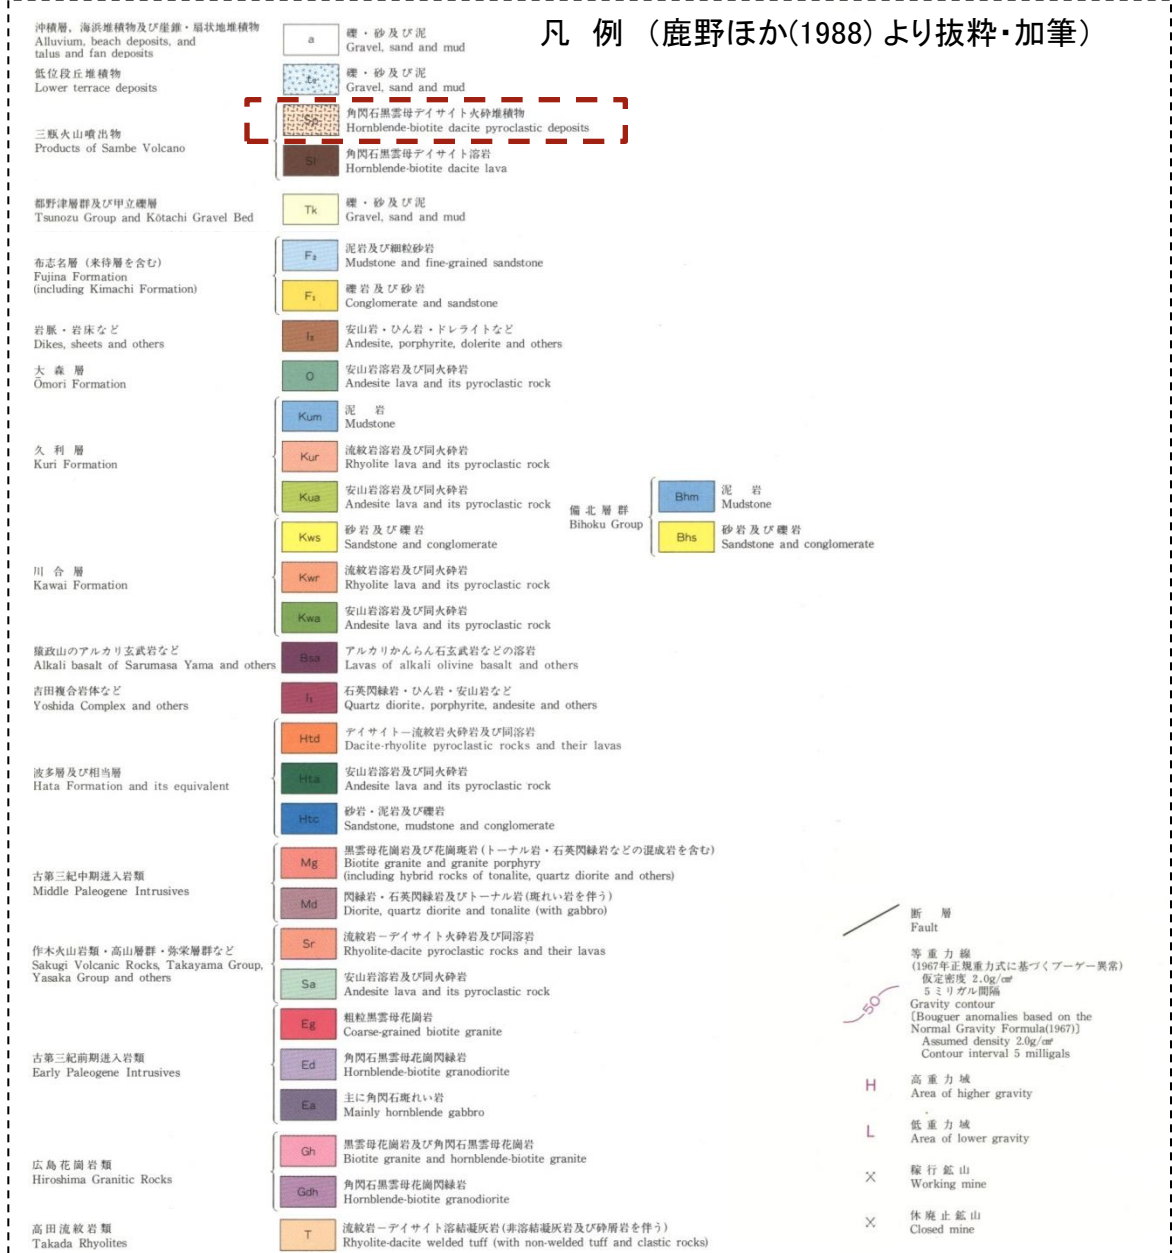 凡 例 (鹿野ほか(1988) より抜粋・加筆)
沖積層, 海浜堆積物及び崖錐・扇状地堆積物
Alluvium, beach deposits, and
talus and fan deposits
a
礫・砂及び泥
Gravel, sand and mud
低位段丘堆積物
Lower terrace deposits
礫・砂及び泥
Gravel, sand and mud
三瓶火山噴出物
Products of Sambe Volcano
Sp
角閃石黒雲母デイサイト火砕堆積物
Hornblende-biotite dacite pyroclastic deposits
Sl
角閃石黒雲母デイサイト溶岩
Hornblende-biotite dacite lava
都野津層群及び甲立礫層
Tsunozu Group and Kōtachi Gravel Bed
Tk
礫・砂及び泥
Gravel, sand and mud
布志名層 (来待層を含む)
Fujina Formation
(including Kimachi Formation)
F₂
泥岩及び細粒砂岩
Mudstone and fine-grained sandstone
F₁
礫岩及び砂岩
Conglomerate and sandstone
岩脈・岩床など
Dikes, sheets and others
I₂
安山岩・ひん岩・ドレライトなど
Andesite, porphyrite, dolerite and others
大 森 層
Ōmori Formation
O
安山岩溶岩及び同火砕岩
Andesite lava and its pyroclastic rock
久 利 層
Kuri Formation
Kum
泥 岩
Mudstone
Kur
流紋岩溶岩及び同火砕岩
Rhyolite lava and its pyroclastic rock
Kua
安山岩溶岩及び同火砕岩
Andesite lava and its pyroclastic rock
備 北 層 群
Bihoku Group
Bhm
泥 岩
Mudstone
Bhs
砂岩及び礫岩
Sandstone and conglomerate
川 合 層
Kawai Formation
Kws
砂岩及び礫岩
Sandstone and conglomerate
Kwr
流紋岩溶岩及び同火砕岩
Rhyolite lava and its pyroclastic rock
Kwa
安山岩溶岩及び同火砕岩
Andesite lava and its pyroclastic rock
猿政山のアルカリ玄武岩など
Alkali basalt of Sarumasa Yama and others
Bsa
アルカリかんらん石玄武岩などの溶岩
Lavas of alkali olivine basalt and others
吉田複合岩体など
Yoshida Complex and others
I₁
石英閃緑岩・ひん岩・安山岩など
Quartz diorite, porphyrite, andesite and others
波多層及び相当層
Hata Formation and its equivalent
Htd
デイサイト－流紋岩火砕岩及び同溶岩
Dacite-rhyolite pyroclastic rocks and their lavas
Hta
安山岩溶岩及び同火砕岩
Andesite lava and its pyroclastic rock
Htc
砂岩・泥岩及び礫岩
Sandstone, mudstone and conglomerate
古第三紀中期迸入岩類
Middle Paleogene Intrusives
Mg
黒雲母花崗岩及び花崗斑岩(トーナル岩・石英閃緑岩などの混成岩を含む)
Biotite granite and granite porphyry
(including hybrid rocks of tonalite, quartz diorite and others)
Md
閃緑岩・石英閃緑岩及びトーナル岩(斑れい岩を伴う)
Diorite, quartz diorite and tonalite (with gabbro)
作木火山岩類・高山層群・弥栄層群など
Sakugi Volcanic Rocks, Takayama Group,
Yasaka Group and others
Sr
流紋岩－デイサイト火砕岩及び同溶岩
Rhyolite-dacite pyroclastic rocks and their lavas
Sa
安山岩溶岩及び同火砕岩
Andesite lava and its pyroclastic rock
古第三紀前期迸入岩類
Early Paleogene Intrusives
Eg
粗粒黒雲母花崗岩
Coarse-grained biotite granite
Ed
角閃石黒雲母花崗閃緑岩
Hornblende-biotite granodiorite
Ea
主に角閃石斑れい岩
Mainly hornblende gabbro
広島花崗岩類
Hiroshima Granitic Rocks
Gh
黒雲母花崗岩及び角閃石黒雲母花崗岩
Biotite granite and hornblende-biotite granite
Gdh
角閃石黒雲母花崗閃緑岩
Hornblende-biotite granodiorite
高田流紋岩類
Takada Rhyolites
T
流紋岩－デイサイト溶結凝灰岩(非溶結凝灰岩及び砕屑岩を伴う)
Rhyolite-dacite welded tuff (with non-welded tuff and clastic rocks)
断 層
Fault
50
等重力線
(1967年正規重力式に基づくブーゲー異常)
仮定密度 2.0g/cm³
5ミリガル間隔
Gravity contour
[Bouguer anomalies based on the
Normal Gravity Formula(1967)]
Assumed density 2.0g/cm³
Contour interval 5 milligals
H
高重力域
Area of higher gravity
L
低重力域
Area of lower gravity
稼行鉱山
Working mine
休廃止鉱山
Closed mine